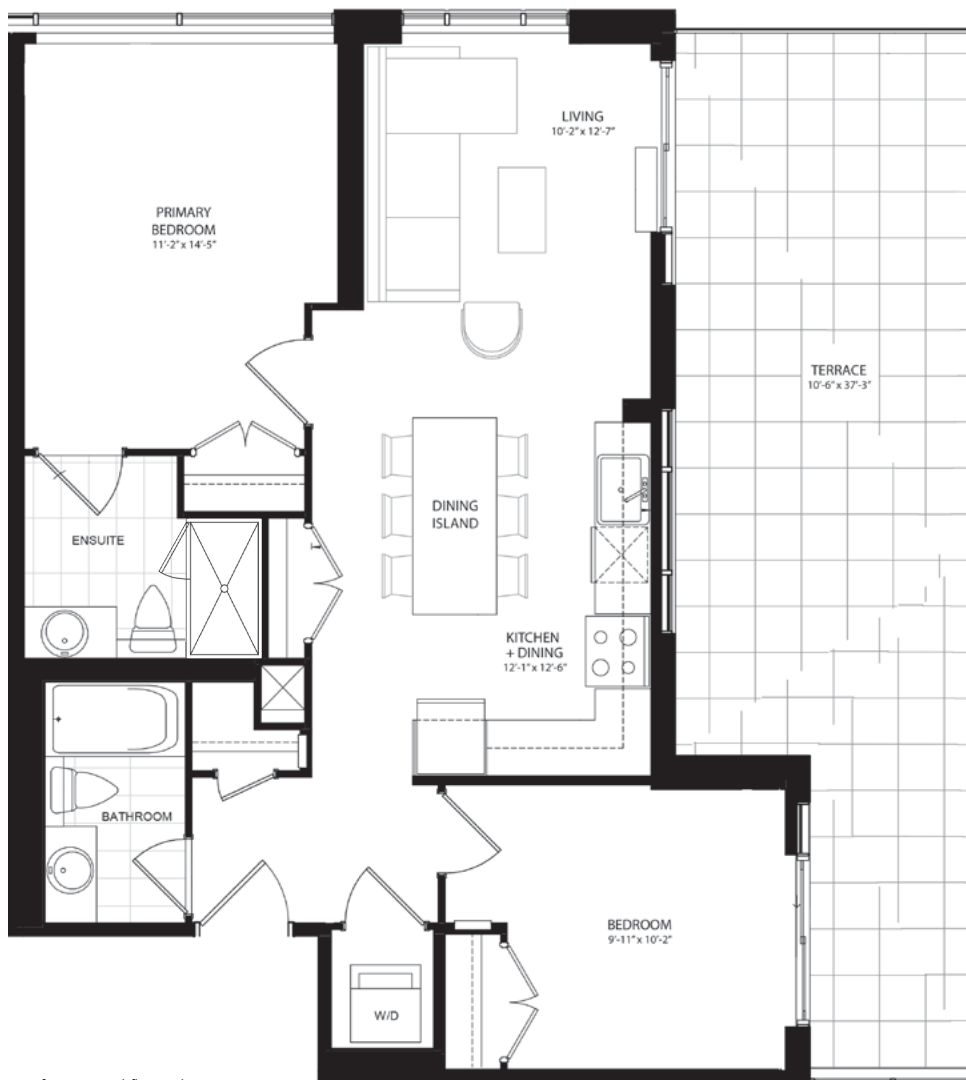 LIVING
10'-2" x 12'-7"
PRIMARY
BEDROOM
11'-2" x 14'-5"
TERRACE
10'-6" x 37'-3"
DINING
ISLAND
ENSUITE
KITCHEN
+ DINING
12'-1" x 12'-6"
BATHROOM
BEDROOM
9'-11" x 10'-2"
W/D